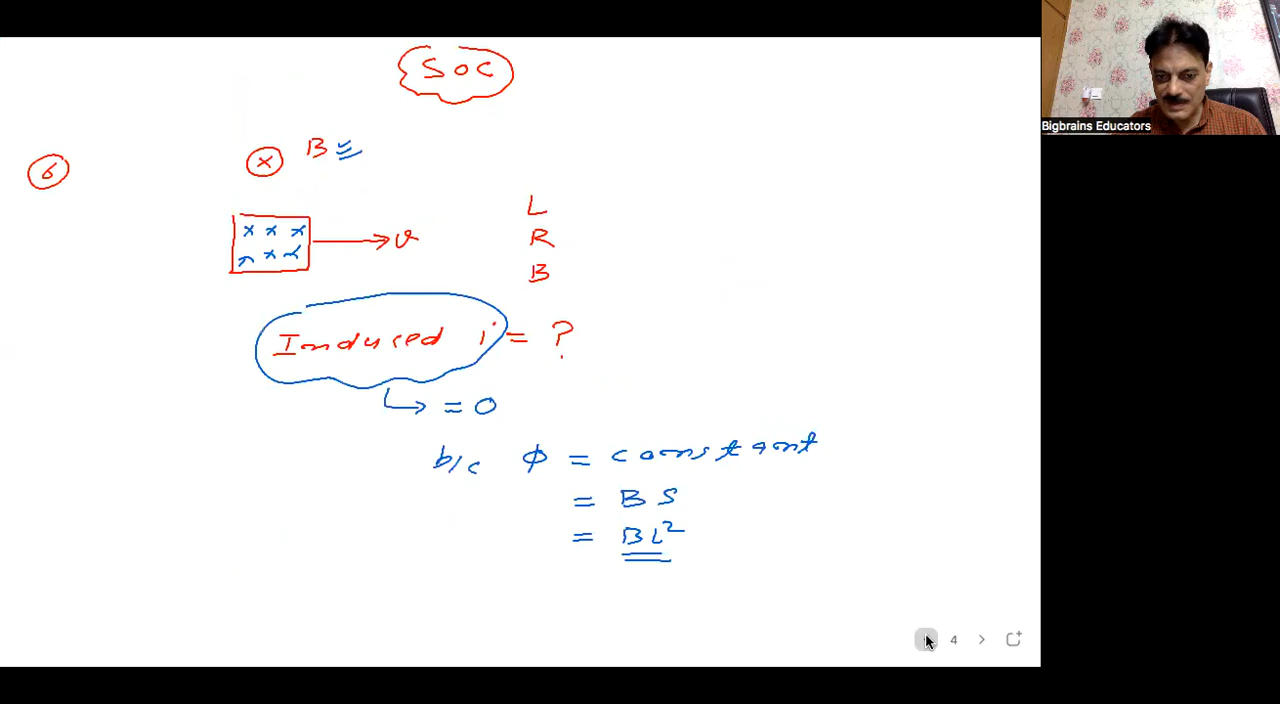 SOC
6
x B
x x x
x x x
v
L
R
B
Induced i = ?
= 0
b/c ϕ = constant
= BS
= BL²
4
Bigbrains Educators